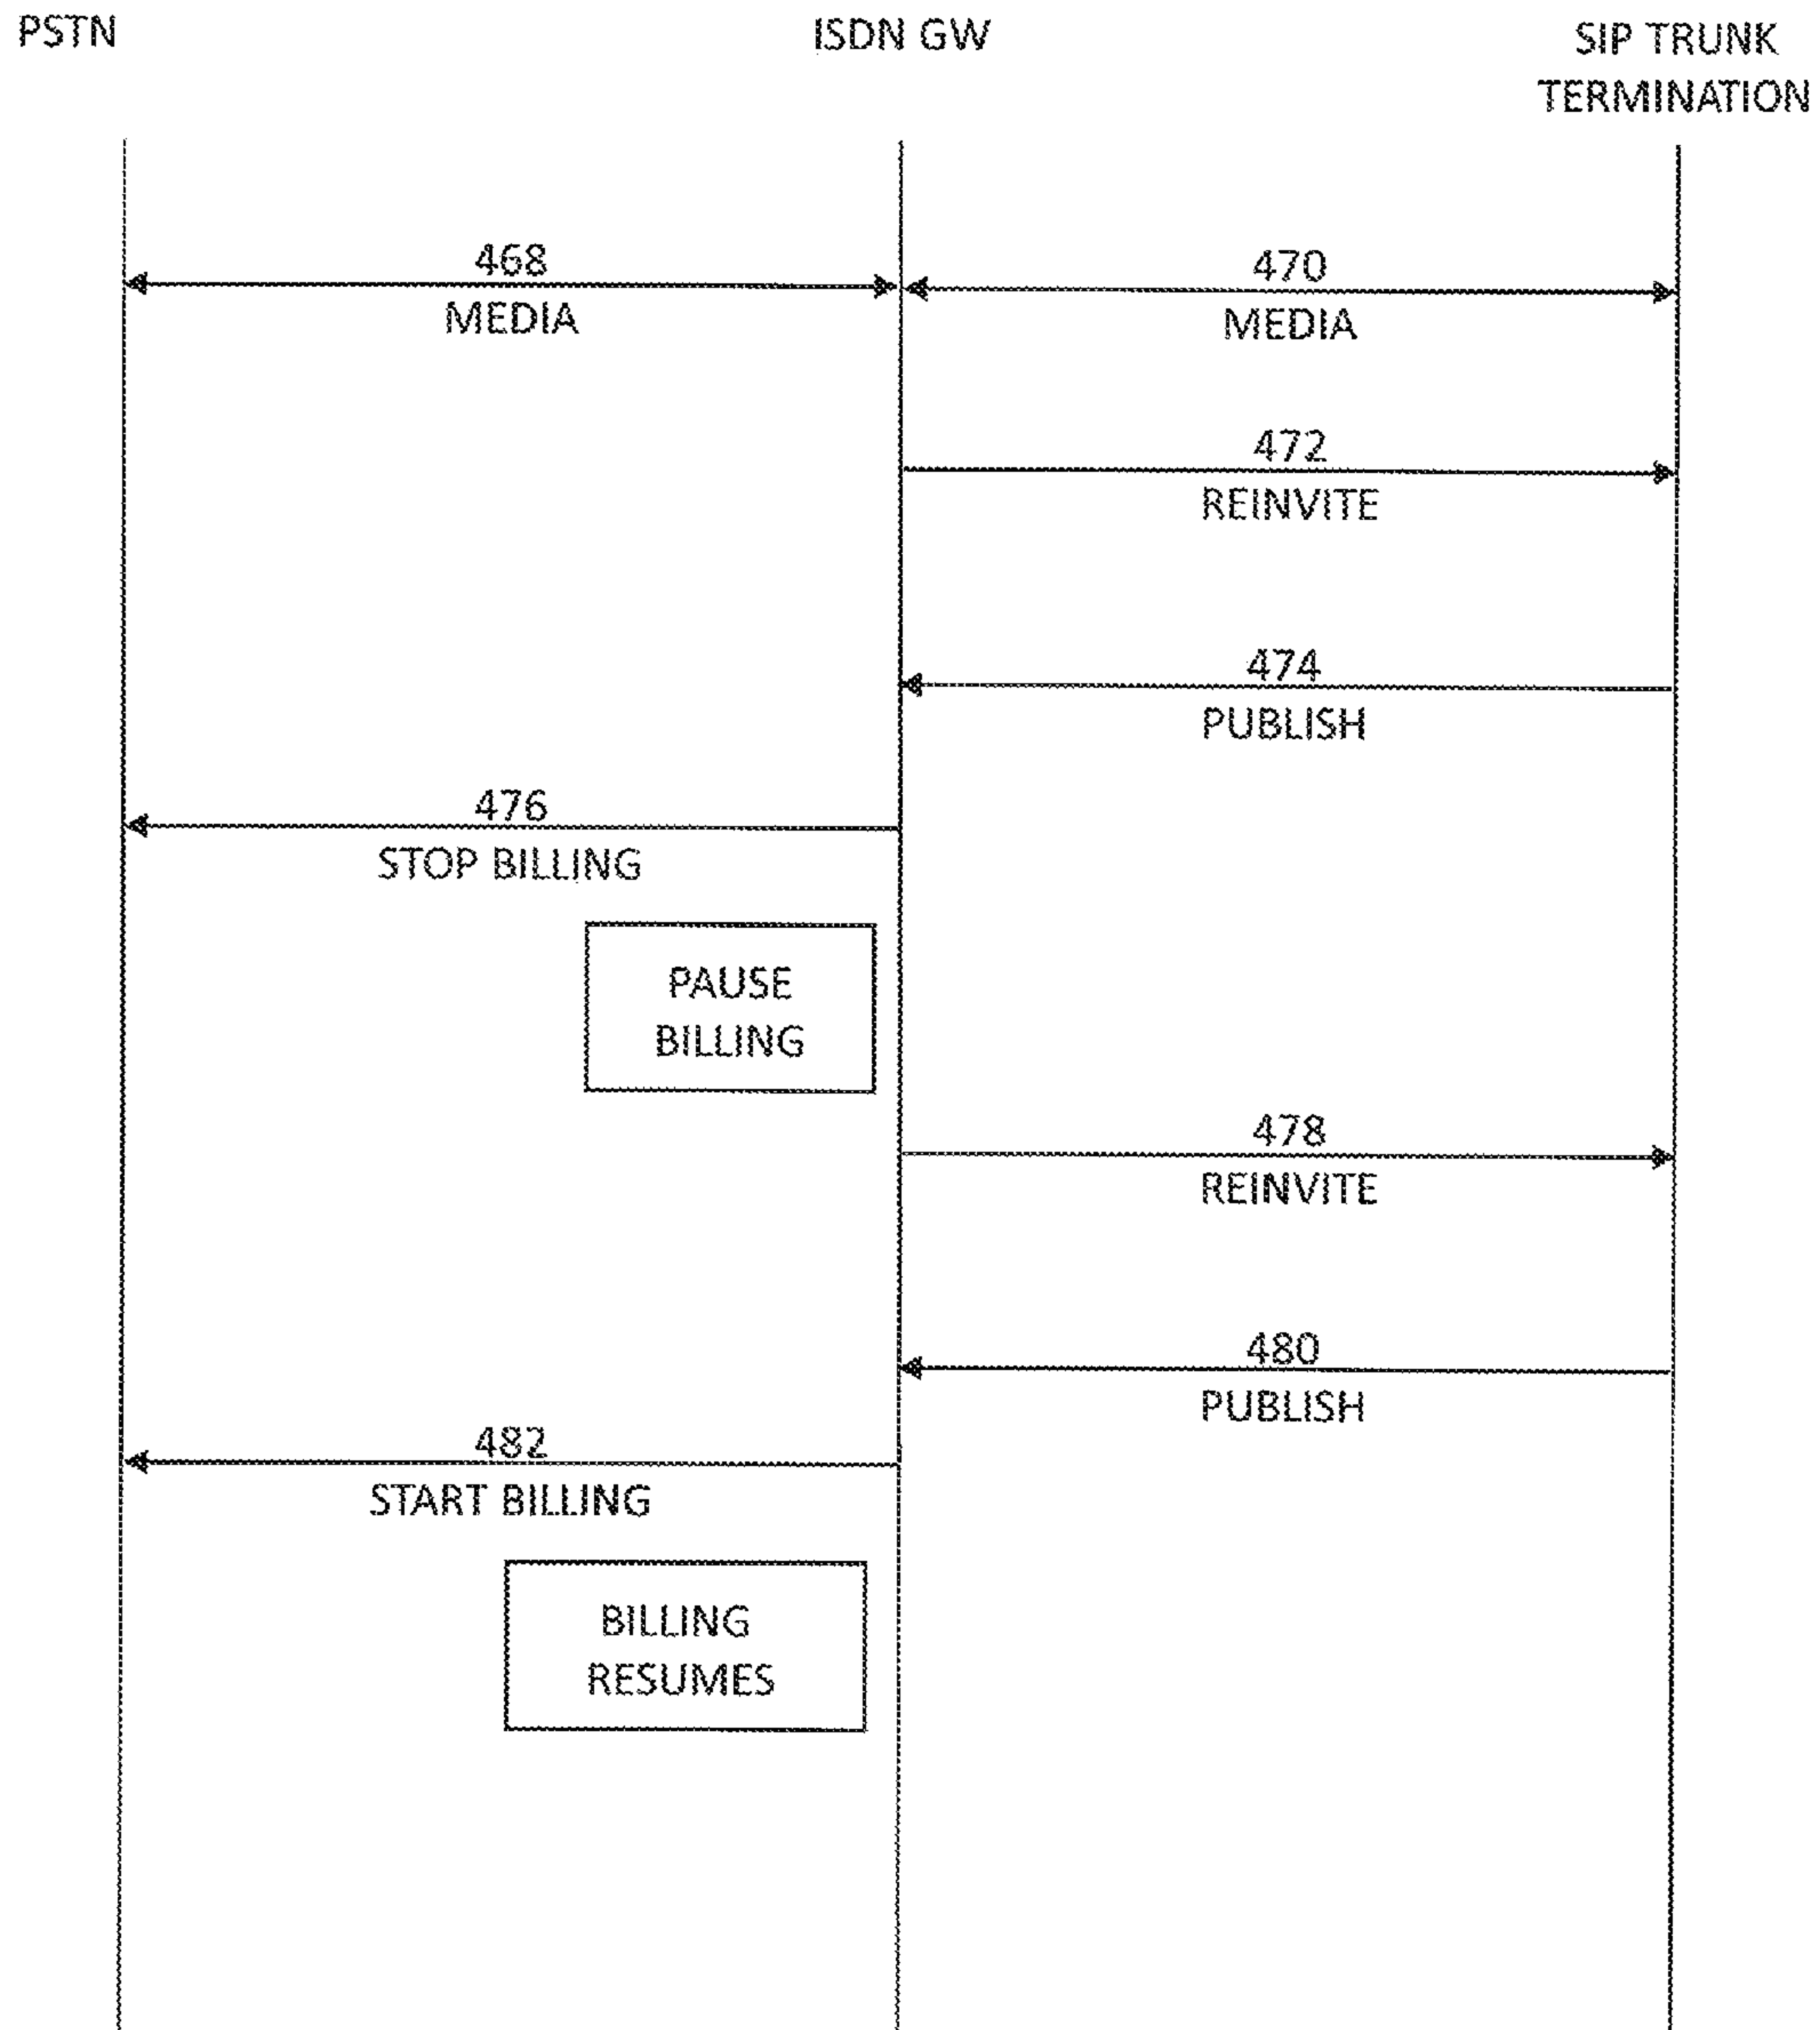 PSTN
ISDN GW
SIP TRUNK
TERMINATION
468
MEDIA
470
MEDIA
472
REINVITE
474
PUBLISH
476
STOP BILLING
PAUSE
BILLING
478
REINVITE
480
PUBLISH
482
START BILLING
BILLING
RESUMES